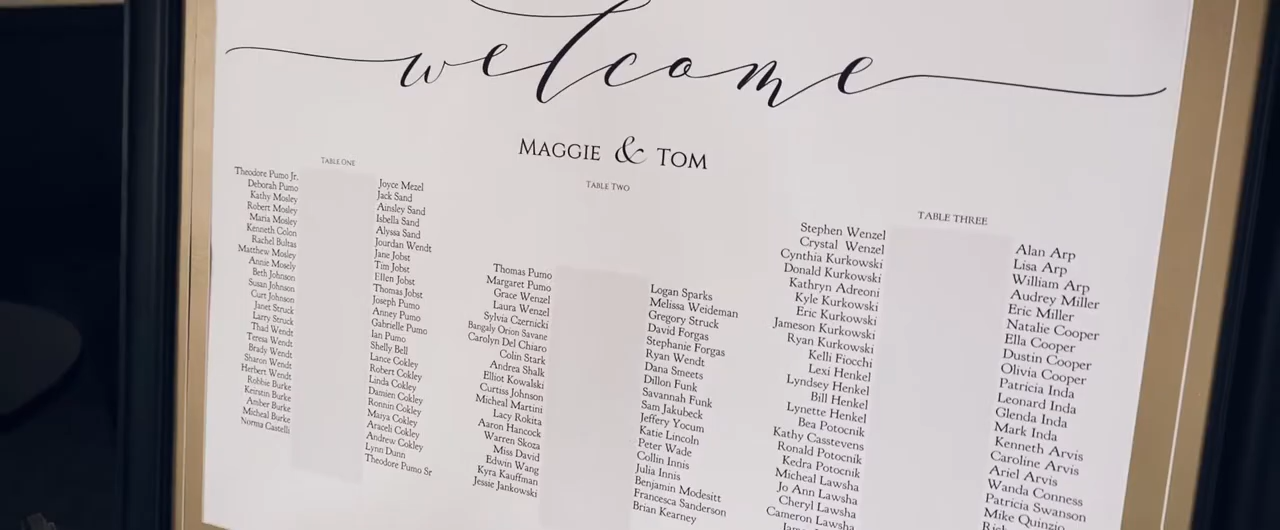 welcome
MAGGIE & TOM
TABLE ONE
Theodore Pumo Jr.
Deborah Pumo
Kathy Mosley
Robert Mosley
Maria Mosley
Kenneth Colon
Rachel Bultas
Matthew Mosley
Annie Mosely
Beth Johnson
Susan Johnson
Curt Johnson
Janet Struck
Larry Struck
Thad Wendt
Teresa Wendt
Brady Wendt
Sharon Wendt
Herbert Wendt
Robbie Burke
Keirstin Burke
Amber Burke
Micheal Burke
Norma Castelli
Joyce Mezel
Jack Sand
Ainsley Sand
Isbella Sand
Alyssa Sand
Jourdan Wendt
Jane Jobst
Tim Jobst
Ellen Jobst
Thomas Jobst
Joseph Pumo
Anney Pumo
Gabrielle Pumo
Ian Pumo
Shelly Bell
Lance Cokley
Robert Cokley
Linda Cokley
Damien Cokley
Ronnin Cokley
Maiya Cokley
Araceli Cokley
Andrew Cokley
Lynn Dunn
Theodore Pumo Sr
TABLE TWO
Thomas Pumo
Margaret Pumo
Grace Wenzel
Laura Wenzel
Sylvia Czernicki
Bangaly Orion Savane
Carolyn Del Chiaro
Colin Stark
Andrea Shalk
Elliot Kowalski
Curtiss Johnson
Micheal Martini
Lacy Rokita
Aaron Hancock
Warren Skoza
Miss David
Edwin Wang
Kyra Kauffman
Jessie Jankowski
Logan Sparks
Melissa Weideman
Gregory Struck
David Forgas
Stephanie Forgas
Ryan Wendt
Dana Smeets
Dillon Funk
Savannah Funk
Sam Jakubeck
Jeffery Yocum
Katie Lincoln
Peter Wade
Collin Innis
Julia Innis
Benjamin Modesitt
Francesca Sanderson
Brian Kearney
TABLE THREE
Stephen Wenzel
Crystal Wenzel
Cynthia Kurkowski
Donald Kurkowski
Kathryn Adreoni
Kyle Kurkowski
Eric Kurkowski
Jameson Kurkowski
Ryan Kurkowski
Kelli Fiocchi
Lexi Henkel
Lyndsey Henkel
Bill Henkel
Lynette Henkel
Bea Potocnik
Kathy Casstevens
Ronald Potocnik
Kedra Potocnik
Micheal Lawsha
Jo Ann Lawsha
Cheryl Lawsha
Cameron Lawsha
Alan Arp
Lisa Arp
William Arp
Audrey Miller
Eric Miller
Natalie Cooper
Ella Cooper
Dustin Cooper
Olivia Cooper
Patricia Inda
Leonard Inda
Glenda Inda
Mark Inda
Kenneth Arvis
Caroline Arvis
Ariel Arvis
Wanda Conness
Patricia Swanson
Mike Quinzio